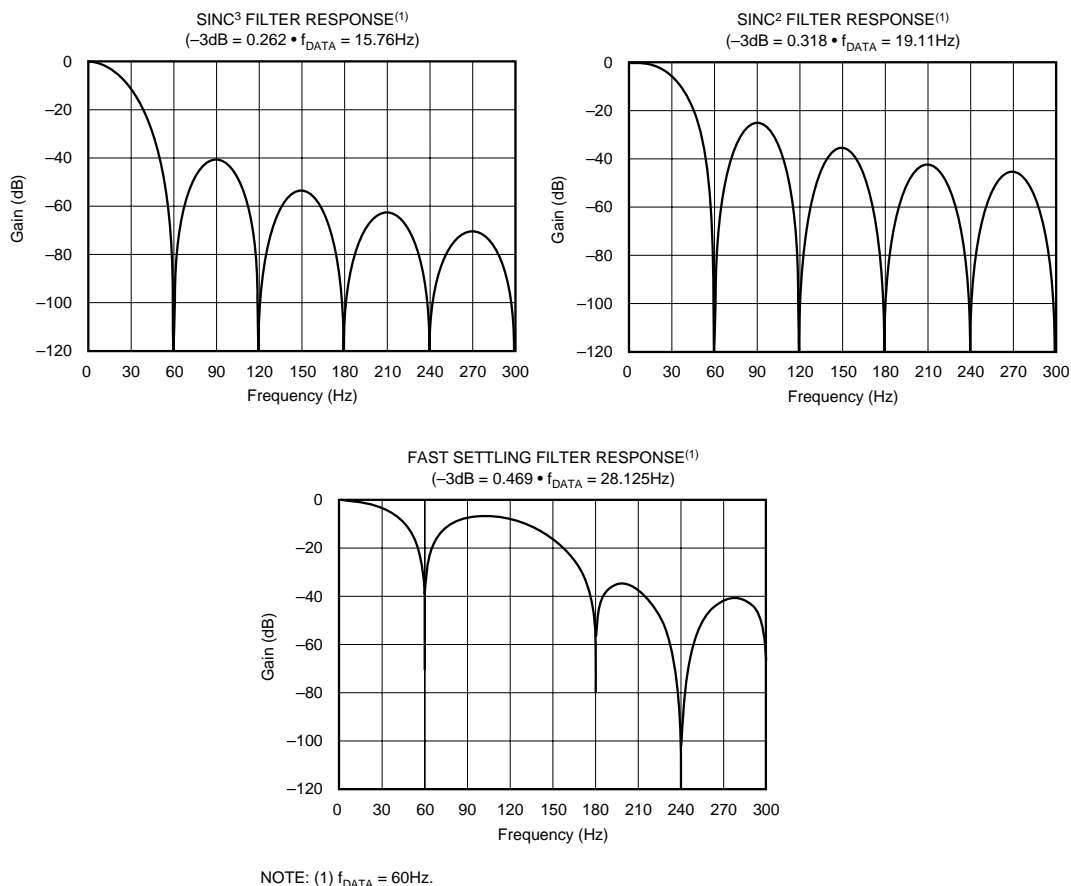 SINC³ FILTER RESPONSE(1)
(–3dB = 0.262 • fDATA = 15.76Hz)
0
–20
–40
–60
–80
–100
–120
Gain (dB)
0 30 60 90 120 150 180 210 240 270 300
Frequency (Hz)
SINC² FILTER RESPONSE(1)
(–3dB = 0.318 • fDATA = 19.11Hz)
0
–20
–40
–60
–80
–100
–120
Gain (dB)
0 30 60 90 120 150 180 210 240 270 300
Frequency (Hz)
FAST SETTLING FILTER RESPONSE(1)
(–3dB = 0.469 • fDATA = 28.125Hz)
0
–20
–40
–60
–80
–100
–120
Gain (dB)
0 30 60 90 120 150 180 210 240 270 300
Frequency (Hz)
NOTE: (1) fDATA = 60Hz.